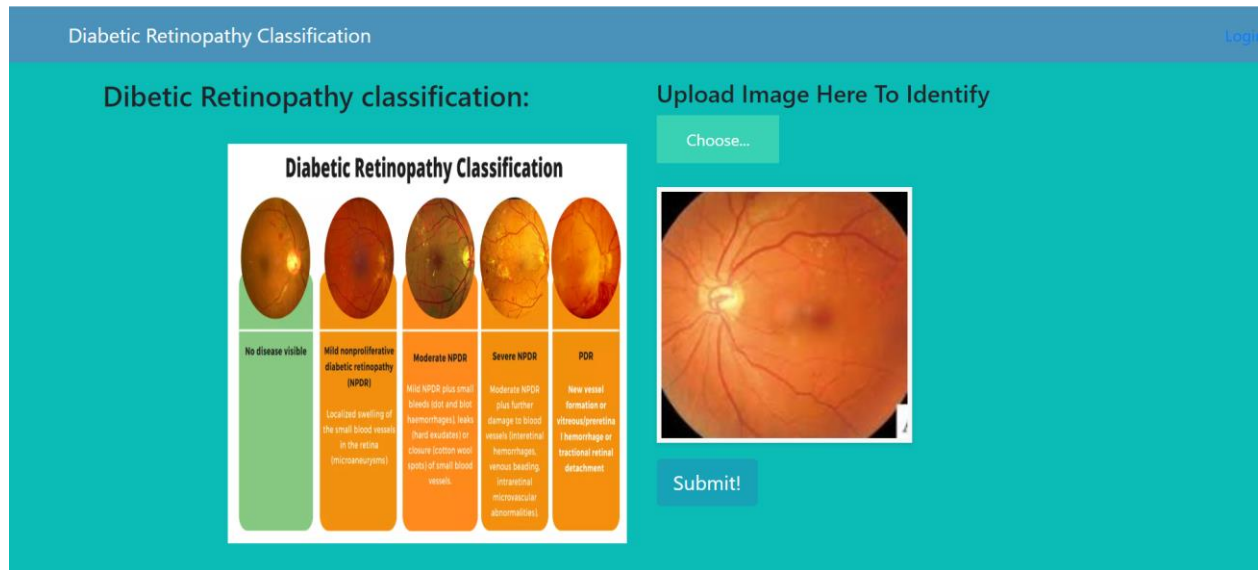 Diabetic Retinopathy Classification
Login
Dibetic Retinopathy classification:
Diabetic Retinopathy Classification
No disease visible
Mild nonproliferative
diabetic retinopathy
(NPDR)
Localized swelling of
the small blood vessels
in the retina
(microaneurysms)
Moderate NPDR
Mild NPDR plus small
bleeds (dot and blot
haemorrhages), leaks
(hard exudates) or
closure (cotton wool
spots) of small blood
vessels.
Severe NPDR
Moderate NPDR
plus further
damage to blood
vessels (interetinal
hemorrhages,
venous beading,
intraretinal
microvascular
abnormalities).
PDR
New vessel
formation or
vitreous/preretina
l hemorrhage or
tractional retinal
detachment
Upload Image Here To Identify
Choose...
Submit!